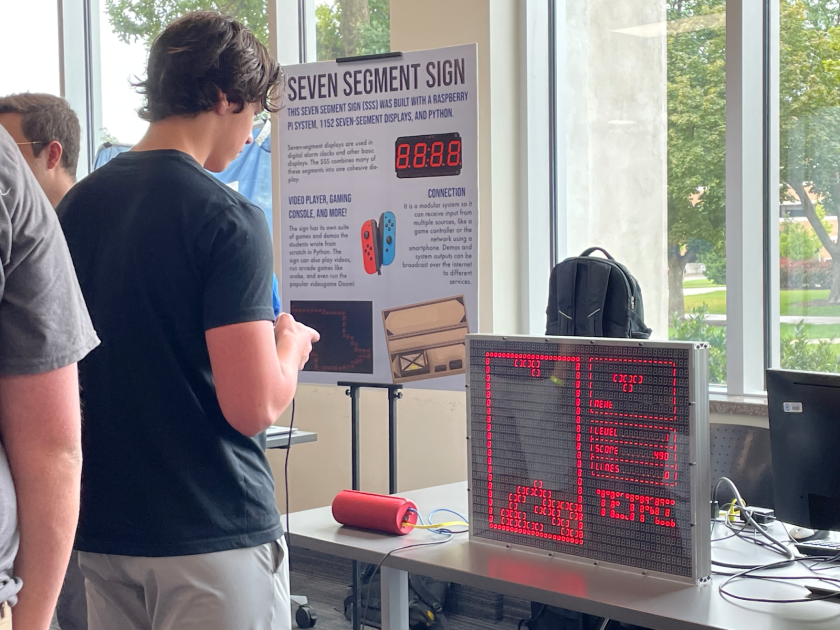 SEVEN SEGMENT SIGN
THIS SEVEN SEGMENT SIGN (SSS) WAS BUILT WITH A RASPBERRY
PI SYSTEM, 1152 SEVEN-SEGMENT DISPLAYS, AND PYTHON.
Seven-segment displays are used in
digital alarm clocks and other basic
displays. The SSS combines many of
these segments into one cohesive dis-
play.
8.8.8.8
VIDEO PLAYER, GAMING
CONSOLE, AND MORE!
The sign has its own suite
of games and demos the
students wrote from
scratch in Python. The
sign can also play videos,
run arcade games like
snake, and even run the
popular videogame Doom!
CONNECTION
It is a modular system so it
can receive input from
multiple sources, like a
game controller or the
network using a
smartphone. Demos and
system outputs can be
broadcast over the internet
to different
services.
NEXT
LEVEL
SCORE 490
LINES